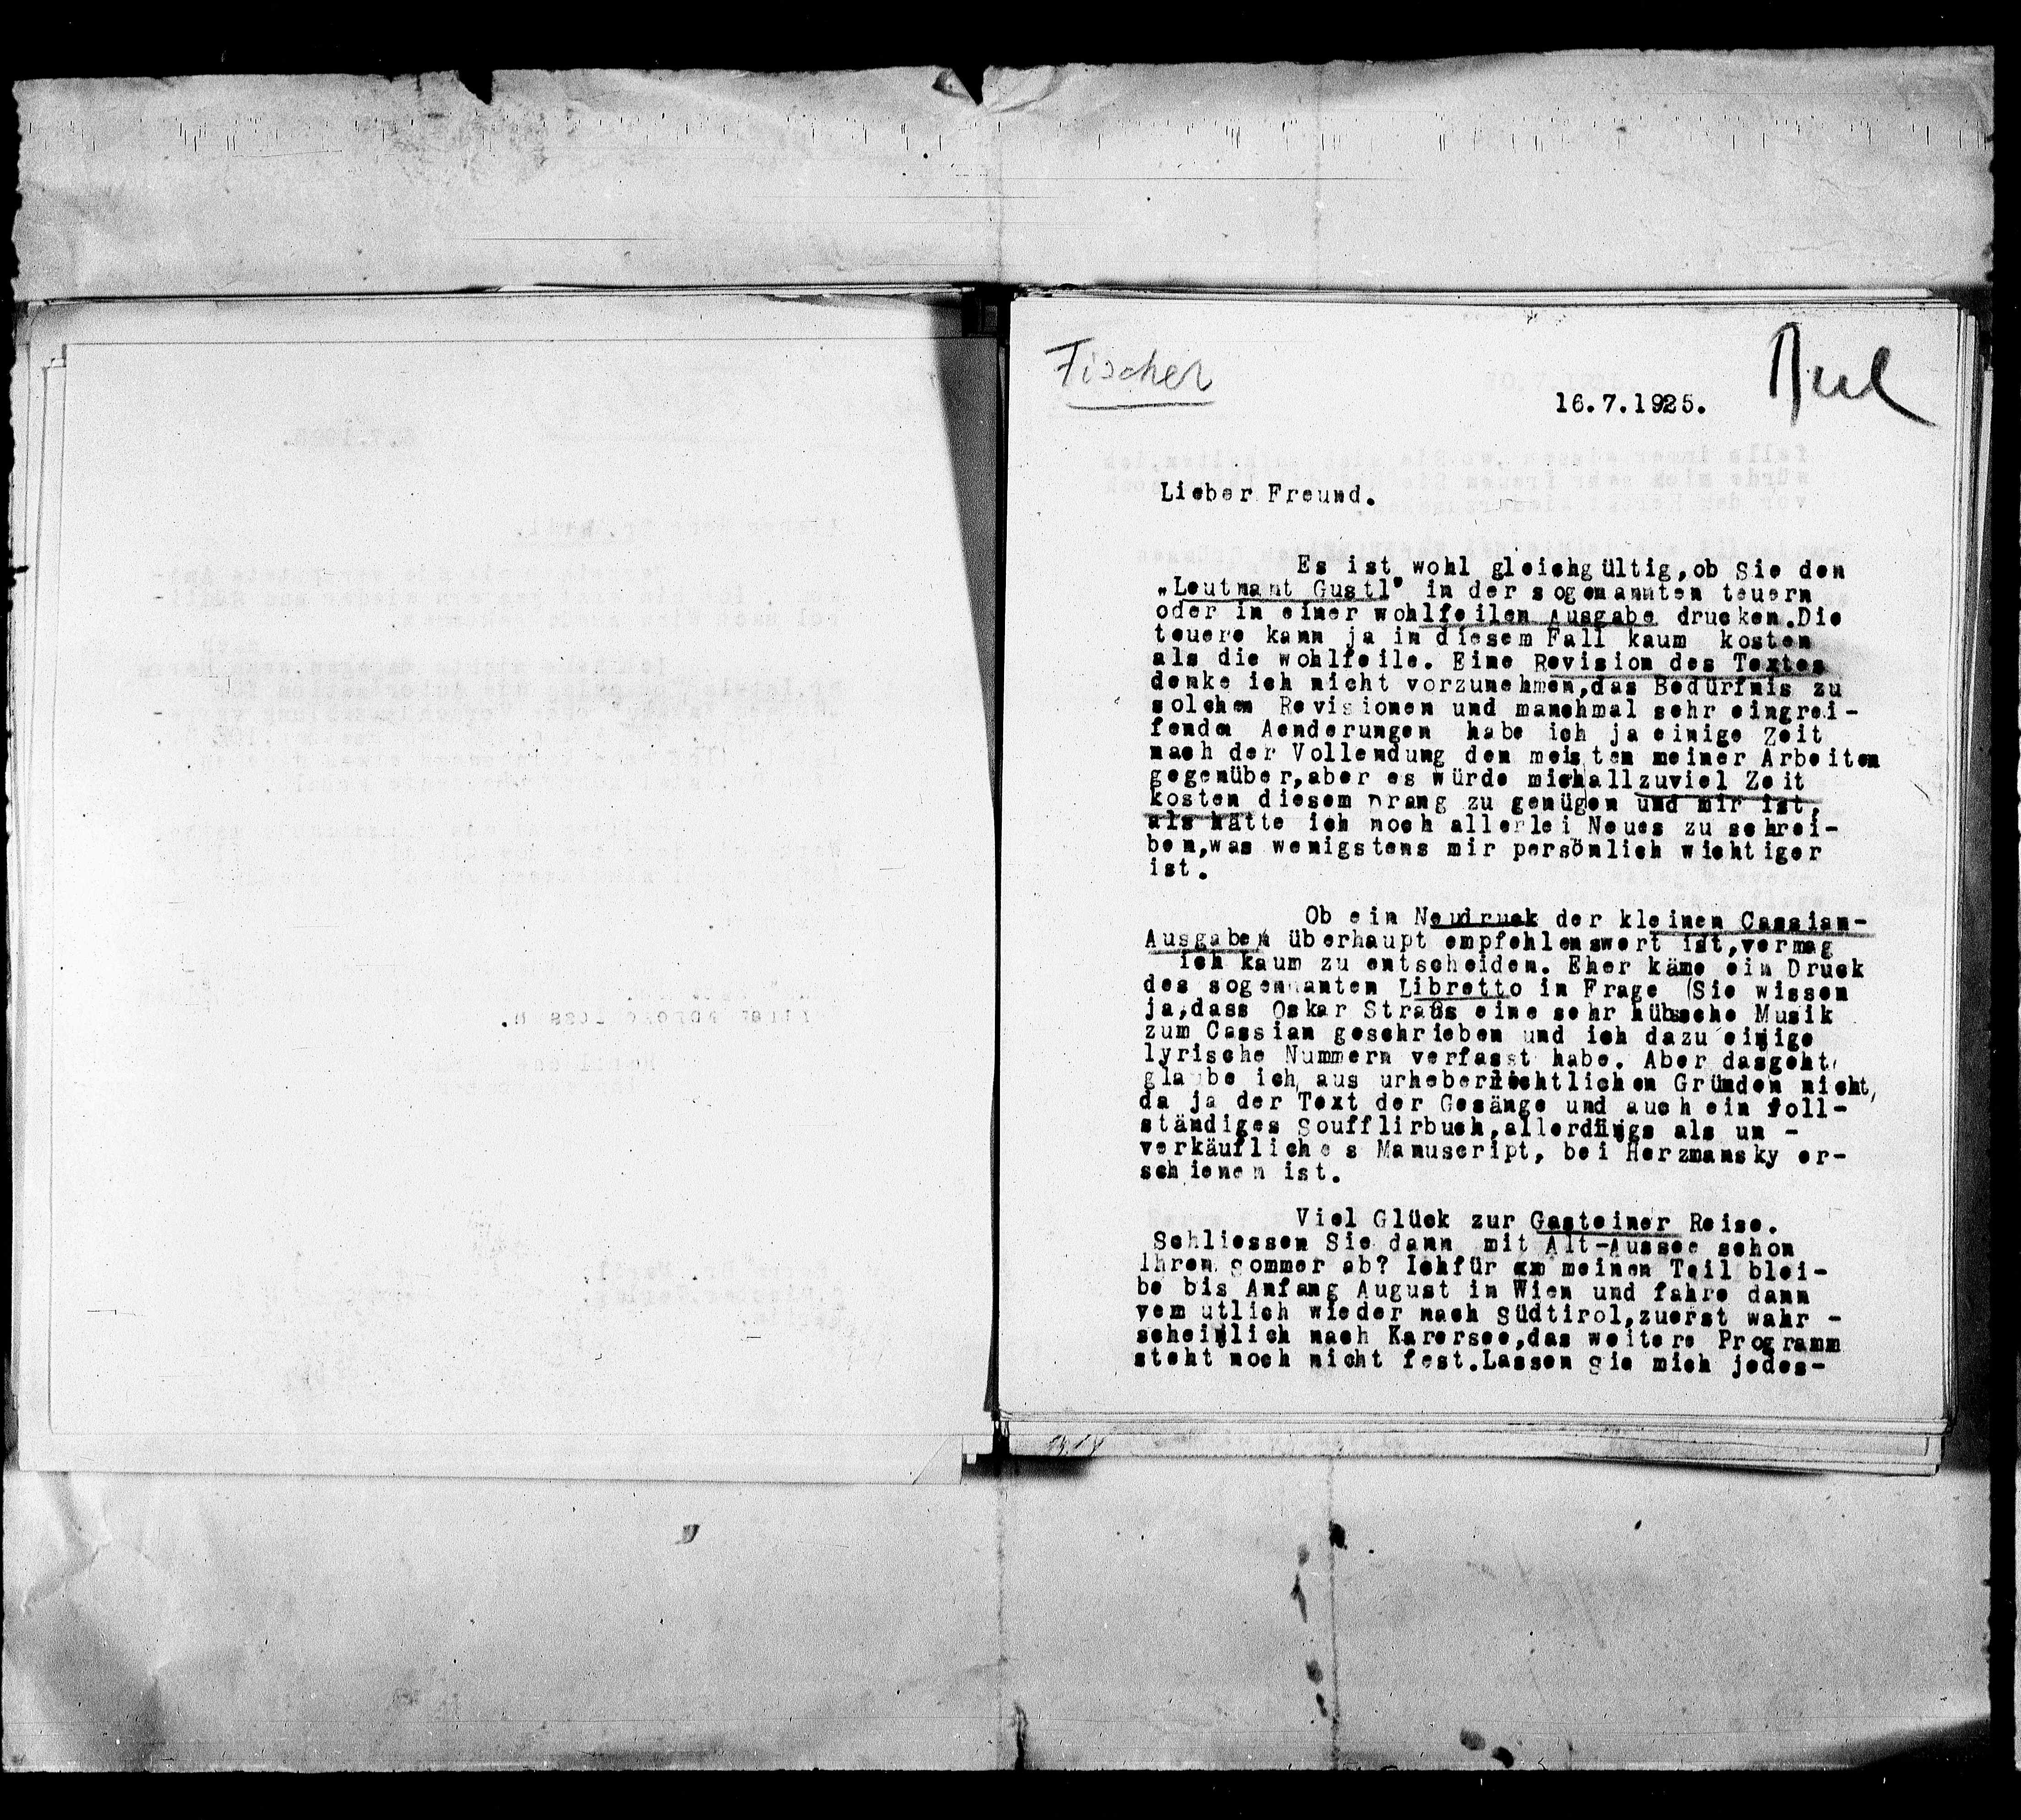 Fischer
16.7.1925.
Lieber Freund.
Es ist wohl gleichgültig,ob Sie den
„Leutnant Gustl" in der sogenannten teuern
oder in einer wohlfeilen Ausgabe drucken.Die
teuere kann ja in diesem Fall kaum kosten
als die wohlfeile. Eine Revision des Textes
denke ich nicht vorzunehmen,das Bedürfnis zu
solchen Revisionen und manchmal sehr eingrei-
fenden Aenderungen habe ich ja einige Zeit
nach der Vollendung den meisten meiner Arbeiten
gegenüber,aber es würde michallzuviel Zeit
kosten diesem Drang zu genügen und mir ist,
als hätte ich noch allerlei Neues zu schrei-
ben,was wenigstens mir persönlich wichtiger
ist.
Ob ein Neudruck der kleinen Cassian-
Ausgaben überhaupt empfehlenswert ist,vermag
ich kaum zu entscheiden. Eher käme ein Druck
des sogenannten Libretto in Frage (Sie wissen
ja,dass Oskar Straus eine sehr hübsche Musik
zum Cassian geschrieben und ich dazu einige
lyrische Nummern verfasst habe. Aber dasgeht,
glaube ich, aus urheberrechtlichen Gründen nicht,
da ja der Text der Gesänge und auch ein voll-
ständiges Soufflirbuch,allerdings als un -
verkäufliches Manuscript, bei Herzmansky er-
schienen ist.
Viel Glück zur Gasteiner Reise.
Schliessen Sie dann mit Alt-Aussee schon
Ihren Sommer ab? Ichfür meinen Teil blei-
be bis Anfang August in Wien und fahre dann
vemutlich wieder nach Südtirol,zuerst wahr -
scheinlich nach Karersee,das weitere Programm
steht noch nicht fest.Lassen Sie mich jedes-